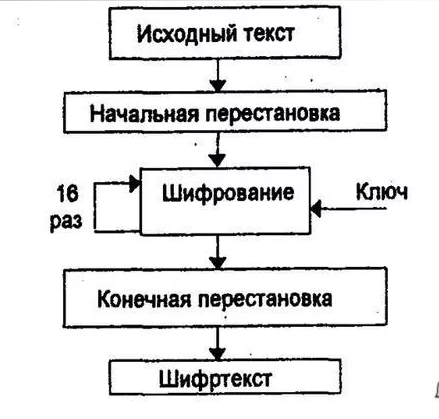 Исходный текст
Начальная перестановка
16
раз
Шифрование
Ключ
Конечная перестановка
Шифртекст